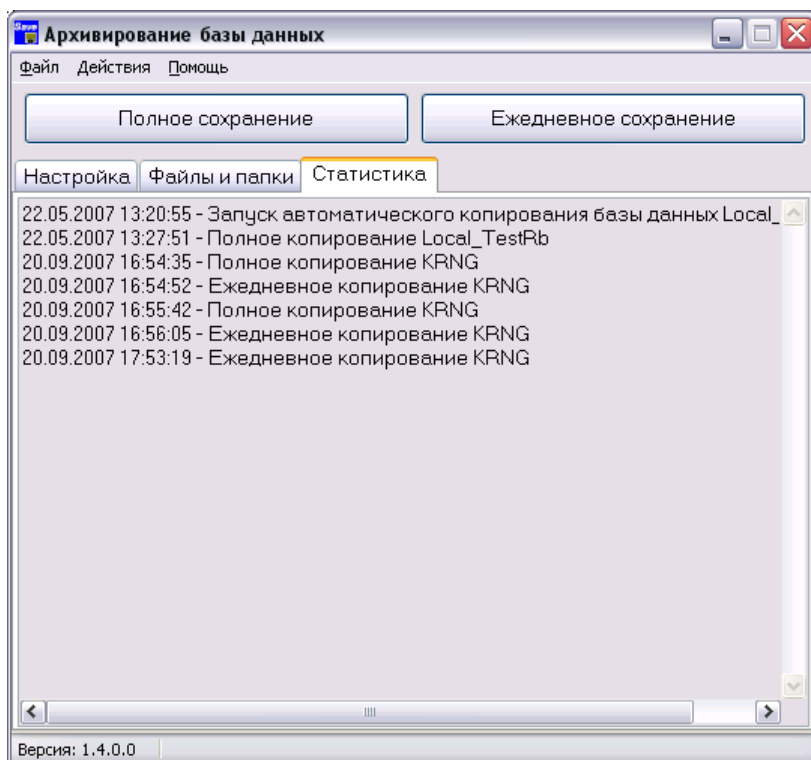 Save
Архивирование базы данных
Файл Действия Помощь
Полное сохранение Ежедневное сохранение
Настройка Файлы и папки Статистика
22.05.2007 13:20:55 - Запуск автоматического копирования базы данных Local_
22.05.2007 13:27:51 - Полное копирование Local_TestRb
20.09.2007 16:54:35 - Полное копирование KRNG
20.09.2007 16:54:52 - Ежедневное копирование KRNG
20.09.2007 16:55:42 - Полное копирование KRNG
20.09.2007 16:56:05 - Ежедневное копирование KRNG
20.09.2007 17:53:19 - Ежедневное копирование KRNG
Версия: 1.4.0.0